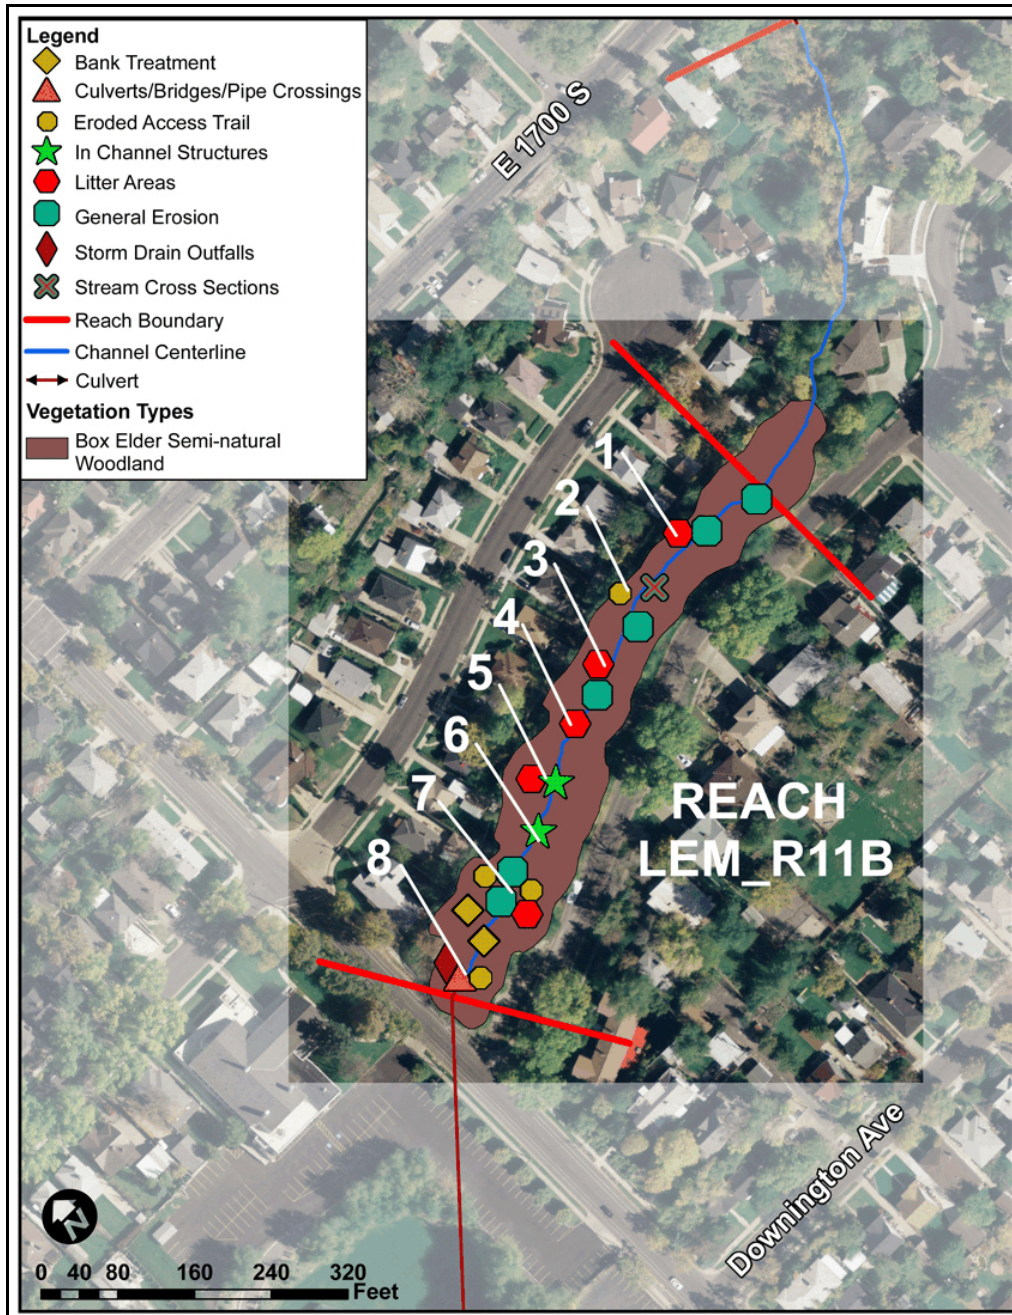 Legend
Bank Treatment
Culverts/Bridges/Pipe Crossings
Eroded Access Trail
In Channel Structures
Litter Areas
General Erosion
Storm Drain Outfalls
Stream Cross Sections
Reach Boundary
Channel Centerline
Culvert
Vegetation Types
Box Elder Semi-natural
Woodland
E 1700 S
1
2
3
4
5
6
7
8
REACH
LEM_R11B
Downington Ave
N
0 40 80 160 240 320
Feet